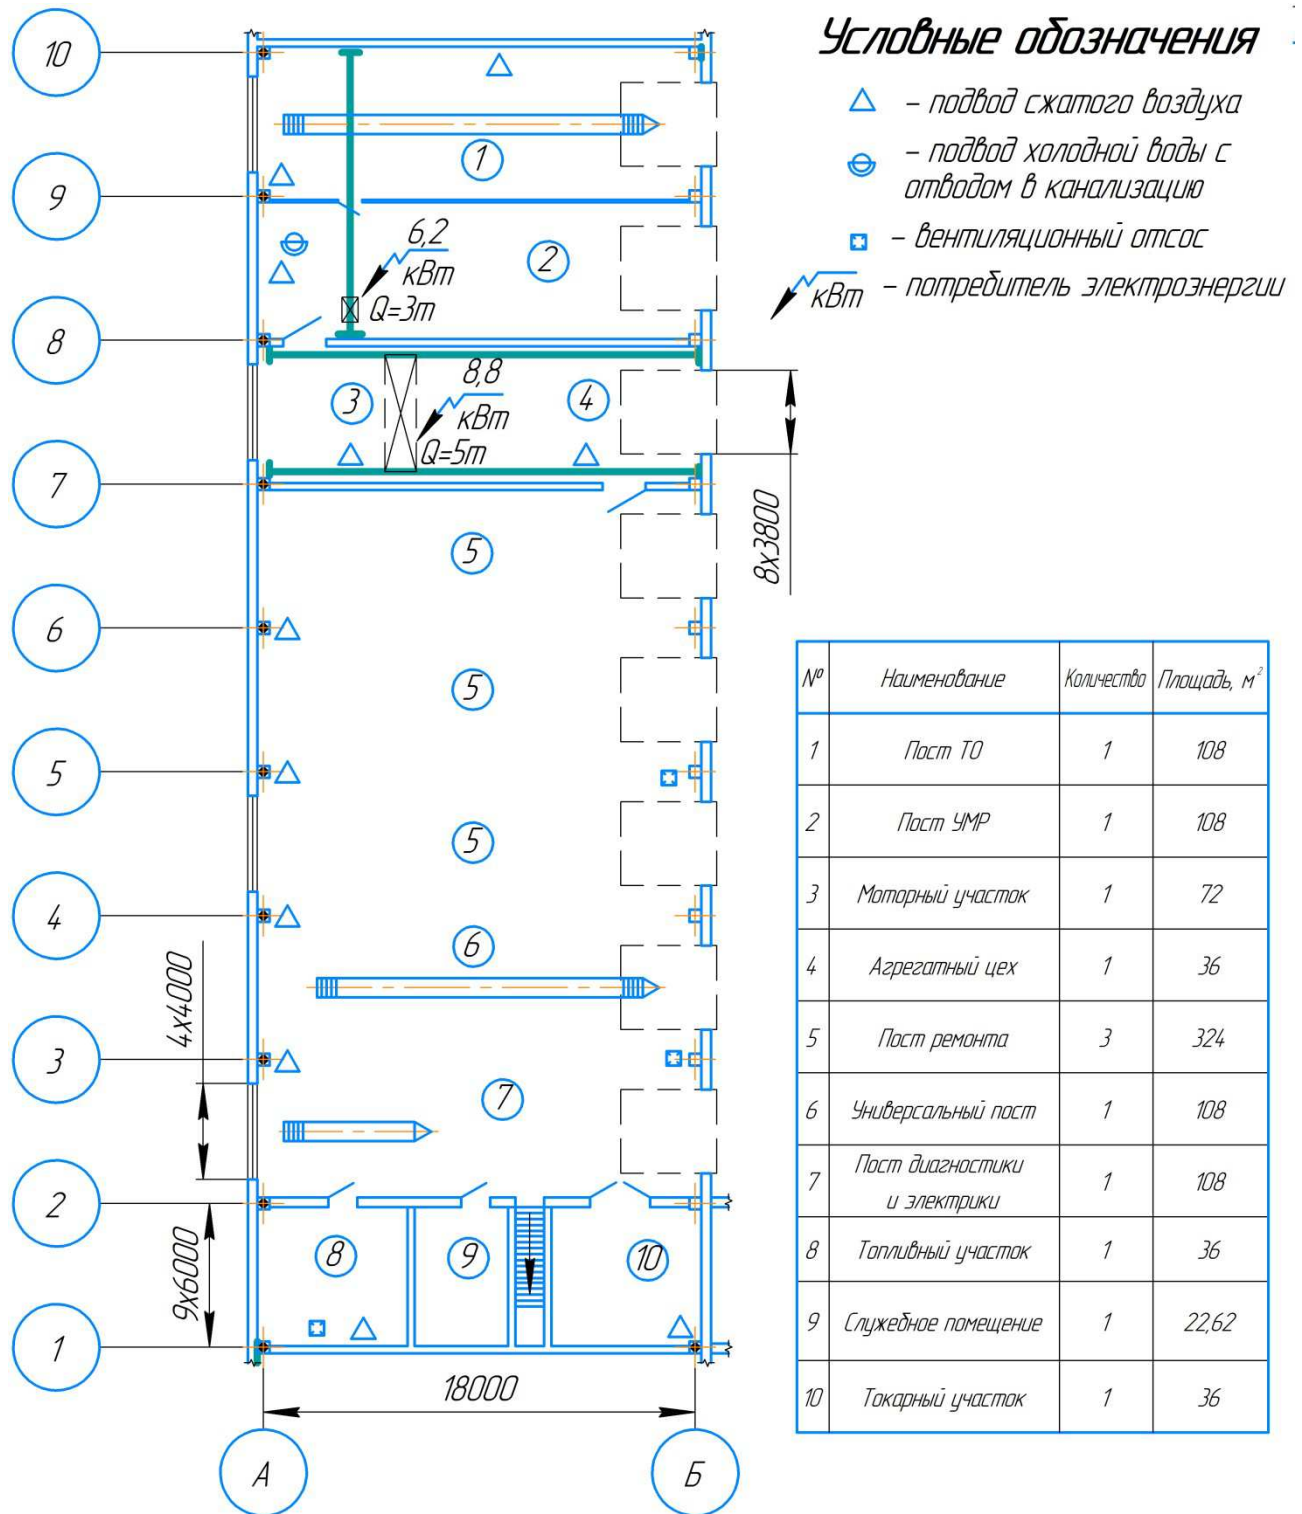 Условные обозначения
– подвод сжатого воздуха
– подвод холодной воды с
отводом в канализацию
– вентиляционный отсос
кВт – потребитель электроэнергии
10
9
8
7
6
5
4
3
2
1
А
Б
1
2
6,2
кВт
Q=3т
3
8,8
кВт
Q=5т
4
5
5
5
6
7
8
9
10
8х3800
4х4000
9х6000
18000
№ Наименование Количество Площадь, м²
1 Пост ТО 1 108
2 Пост УМР 1 108
3 Моторный участок 1 72
4 Агрегатный цех 1 36
5 Пост ремонта 3 324
6 Универсальный пост 1 108
7 Пост диагностики
и электрики 1 108
8 Топливный участок 1 36
9 Служебное помещение 1 22,62
10 Токарный участок 1 36